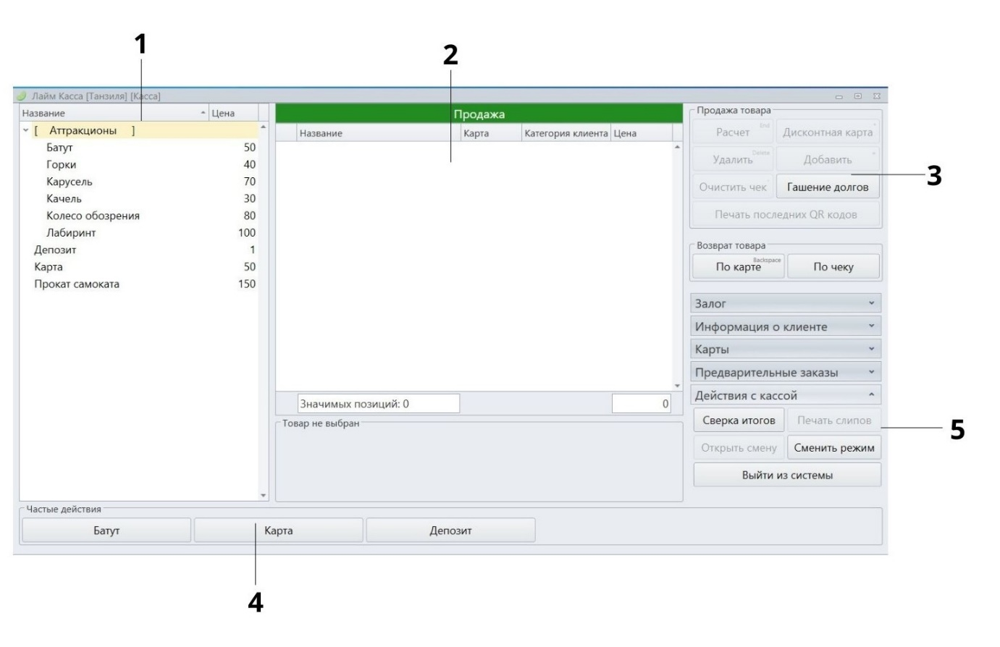 1
2
Лайм Касса [Танзиля] [Касса]
Название Цена
[ Аттракционы ]
Батут 50
Горки 40
Карусель 70
Качель 30
Колесо обозрения 80
Лабиринт 100
Депозит 1
Карта 50
Прокат самоката 150
Продажа
Название Карта Категория клиента Цена
Значимых позиций: 0 0
Товар не выбран
Продажа товара
Расчет End Дисконтная карта *
Удалить Delete Добавить +
3
Очистить чек Гашение долгов
Печать последних QR кодов
Возврат товара
По карте Backspace По чеку
Залог
Информация о клиенте
Карты
Предварительные заказы
Действия с кассой
Сверка итогов Печать слипов
5
Открыть смену Сменить режим
Выйти из системы
Частые действия
Батут Карта Депозит
4